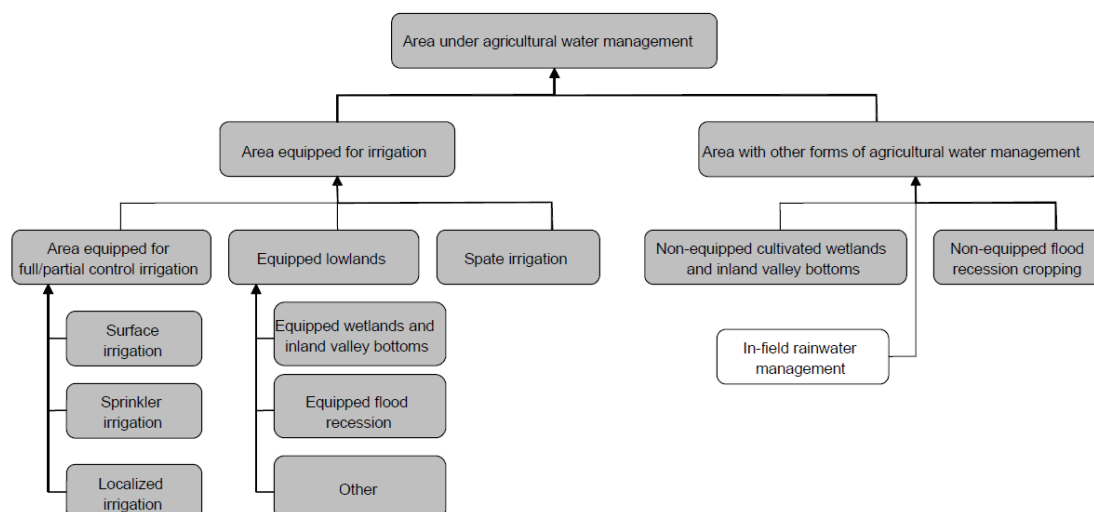 Area under agricultural water management
Area equipped for irrigation
Area with other forms of agricultural water management
Area equipped for
full/partial control irrigation
Equipped lowlands
Spate irrigation
Non-equipped cultivated wetlands
and inland valley bottoms
Non-equipped flood
recession cropping
Surface
irrigation
Equipped wetlands and
inland valley bottoms
In-field rainwater
management
Sprinkler
irrigation
Equipped flood
recession
Localized
irrigation
Other